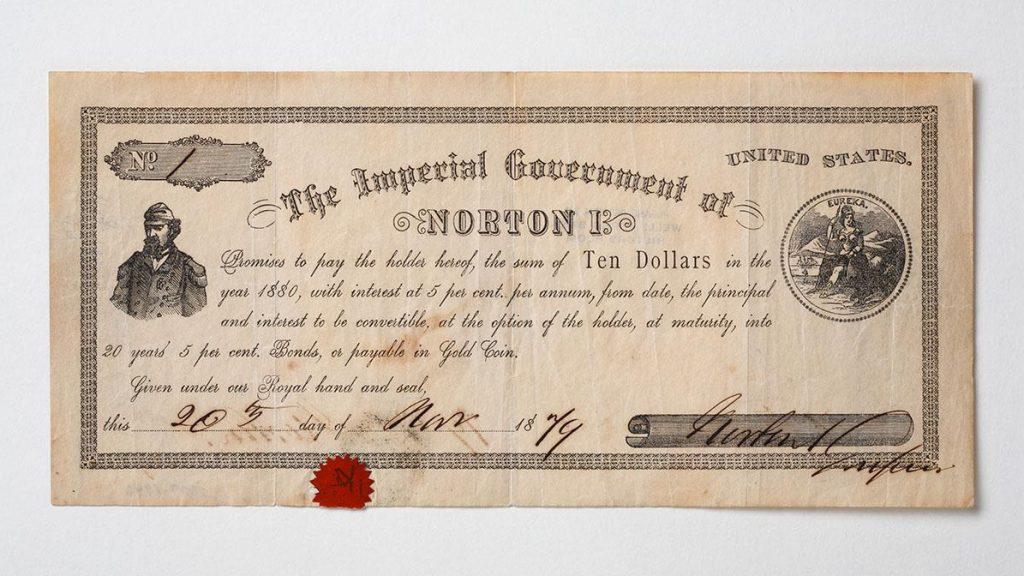 No 1
UNITED STATES.
The Imperial Government of
NORTON I.
EUREKA.
Promises to pay the holder hereof, the sum of Ten Dollars in the
year 1880, with interest at 5 per cent. per annum, from date, the principal
and interest to be convertible, at the option of the holder, at maturity, into
20 years' 5 per cent. Bonds, or payable in Gold Coin.
Given under our Royal hand and seal,
this 20th day of Nov 1879
Norton I